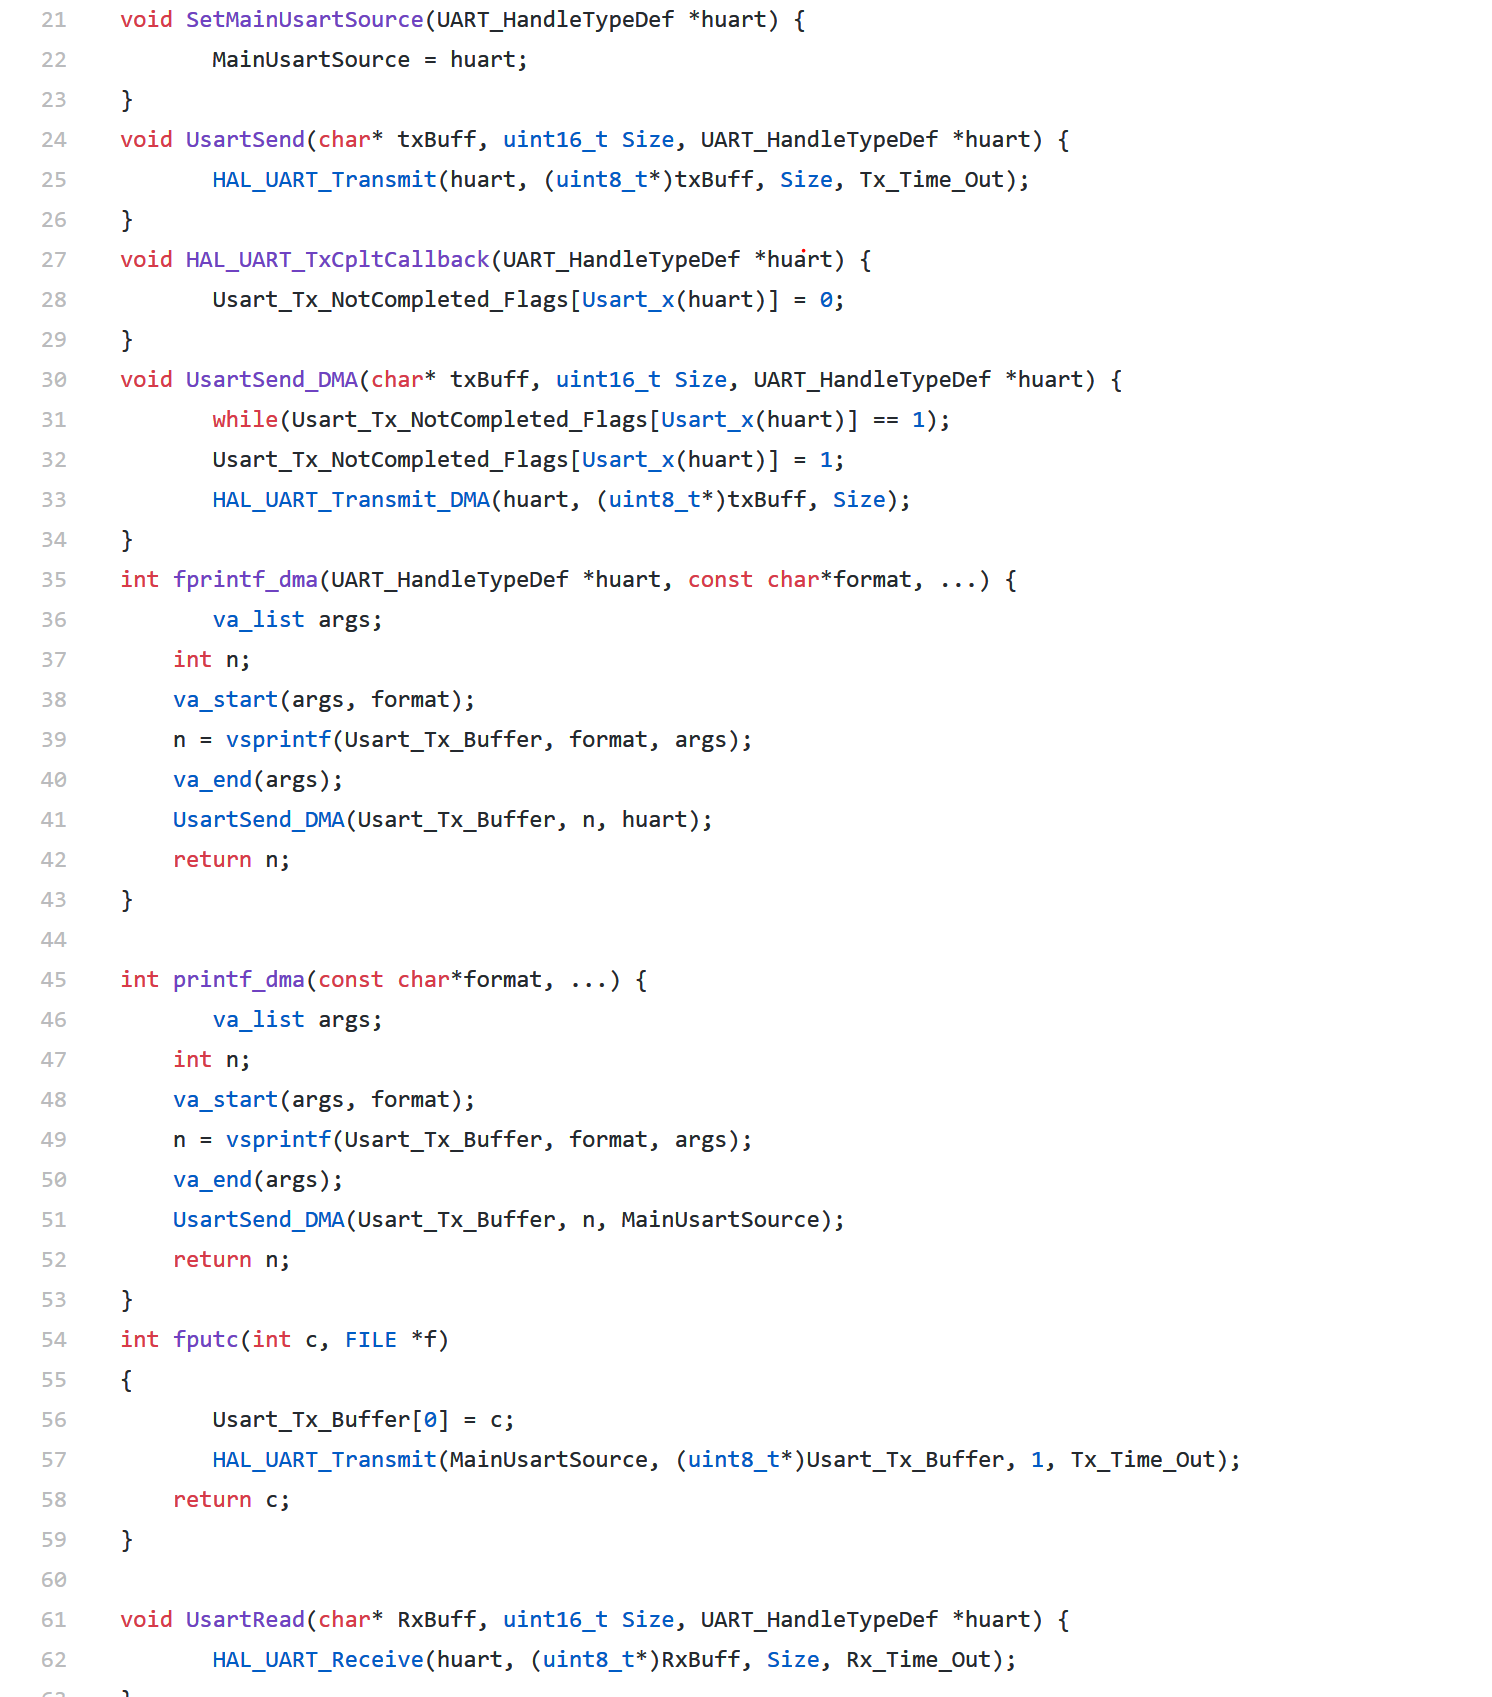 21 void SetMainUsartSource(UART_HandleTypeDef *huart) {
22 MainUsartSource = huart;
23 }
24 void UsartSend(char* txBuff, uint16_t Size, UART_HandleTypeDef *huart) {
25 HAL_UART_Transmit(huart, (uint8_t*)txBuff, Size, Tx_Time_Out);
26 }
27 void HAL_UART_TxCpltCallback(UART_HandleTypeDef *huart) {
28 Usart_Tx_NotCompleted_Flags[Usart_x(huart)] = 0;
29 }
30 void UsartSend_DMA(char* txBuff, uint16_t Size, UART_HandleTypeDef *huart) {
31 while(Usart_Tx_NotCompleted_Flags[Usart_x(huart)] == 1);
32 Usart_Tx_NotCompleted_Flags[Usart_x(huart)] = 1;
33 HAL_UART_Transmit_DMA(huart, (uint8_t*)txBuff, Size);
34 }
35 int fprintf_dma(UART_HandleTypeDef *huart, const char*format, ...) {
36 va_list args;
37 int n;
38 va_start(args, format);
39 n = vsprintf(Usart_Tx_Buffer, format, args);
40 va_end(args);
41 UsartSend_DMA(Usart_Tx_Buffer, n, huart);
42 return n;
43 }
44
45 int printf_dma(const char*format, ...) {
46 va_list args;
47 int n;
48 va_start(args, format);
49 n = vsprintf(Usart_Tx_Buffer, format, args);
50 va_end(args);
51 UsartSend_DMA(Usart_Tx_Buffer, n, MainUsartSource);
52 return n;
53 }
54 int fputc(int c, FILE *f)
55 {
56 Usart_Tx_Buffer[0] = c;
57 HAL_UART_Transmit(MainUsartSource, (uint8_t*)Usart_Tx_Buffer, 1, Tx_Time_Out);
58 return c;
59 }
60
61 void UsartRead(char* RxBuff, uint16_t Size, UART_HandleTypeDef *huart) {
62 HAL_UART_Receive(huart, (uint8_t*)RxBuff, Size, Rx_Time_Out);